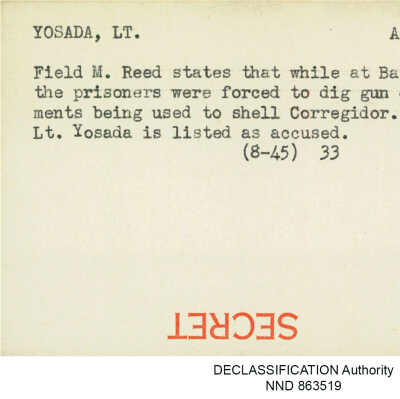 YOSADA, LT. A
Field M. Reed states that while at Ba
the prisoners were forced to dig gun
ments being used to shell Corregidor.
Lt. Yosada is listed as accused.
(8-45) 33
SECRET
DECLASSIFICATION Authority
NND 863519